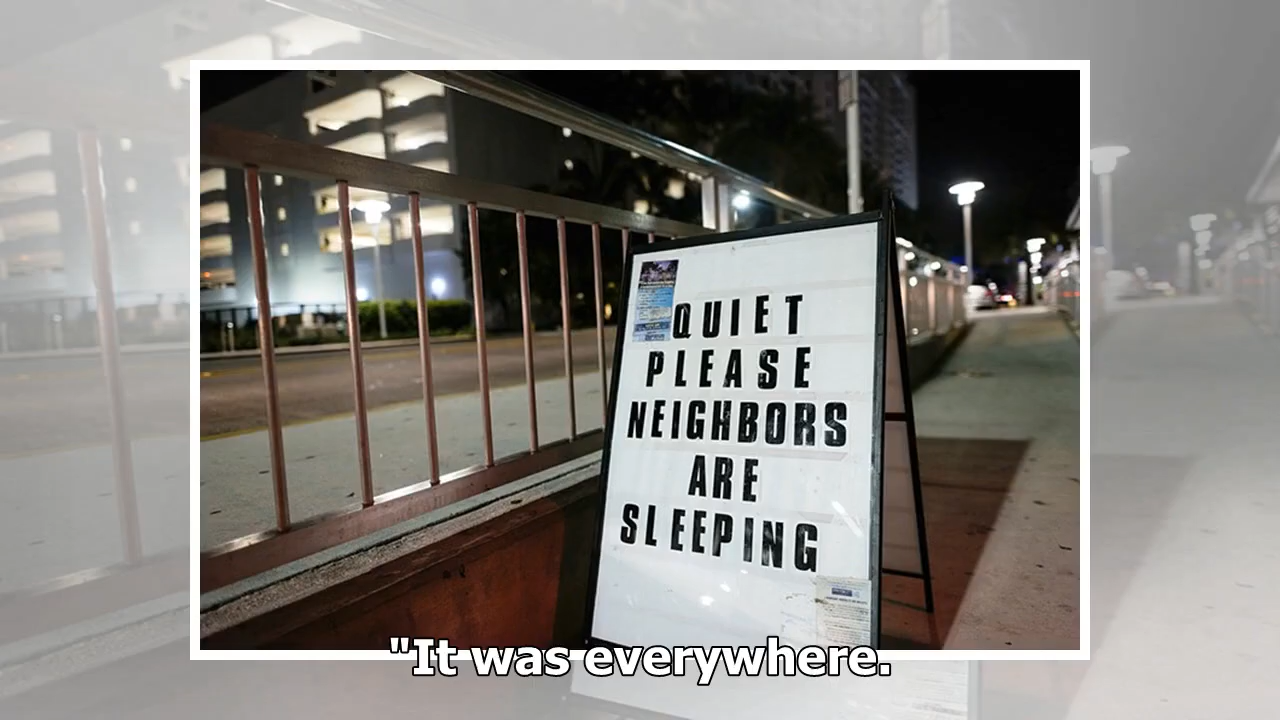 QUIET
PLEASE
NEIGHBORS
ARE
SLEEPING
"It was everywhere.